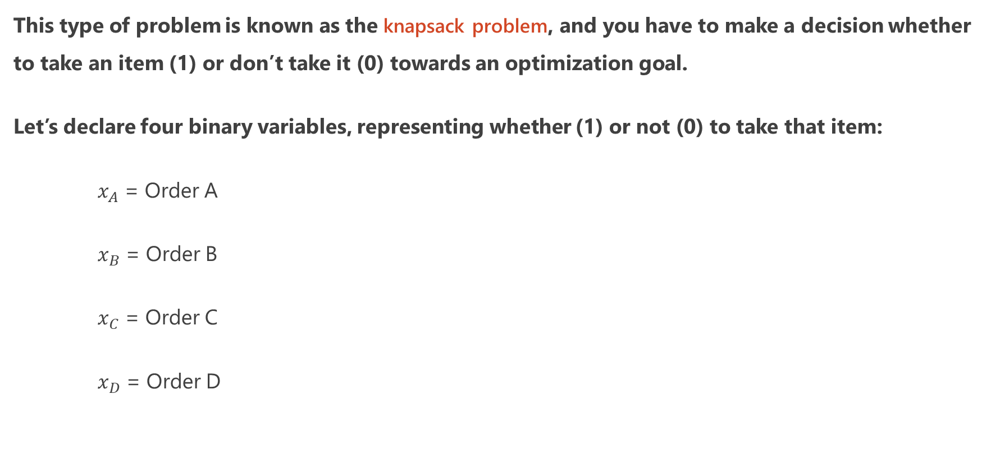 This type of problem is known as the knapsack problem, and you have to make a decision whether
to take an item (1) or don’t take it (0) towards an optimization goal.
Let’s declare four binary variables, representing whether (1) or not (0) to take that item:
x_A = Order A
x_B = Order B
x_C = Order C
x_D = Order D